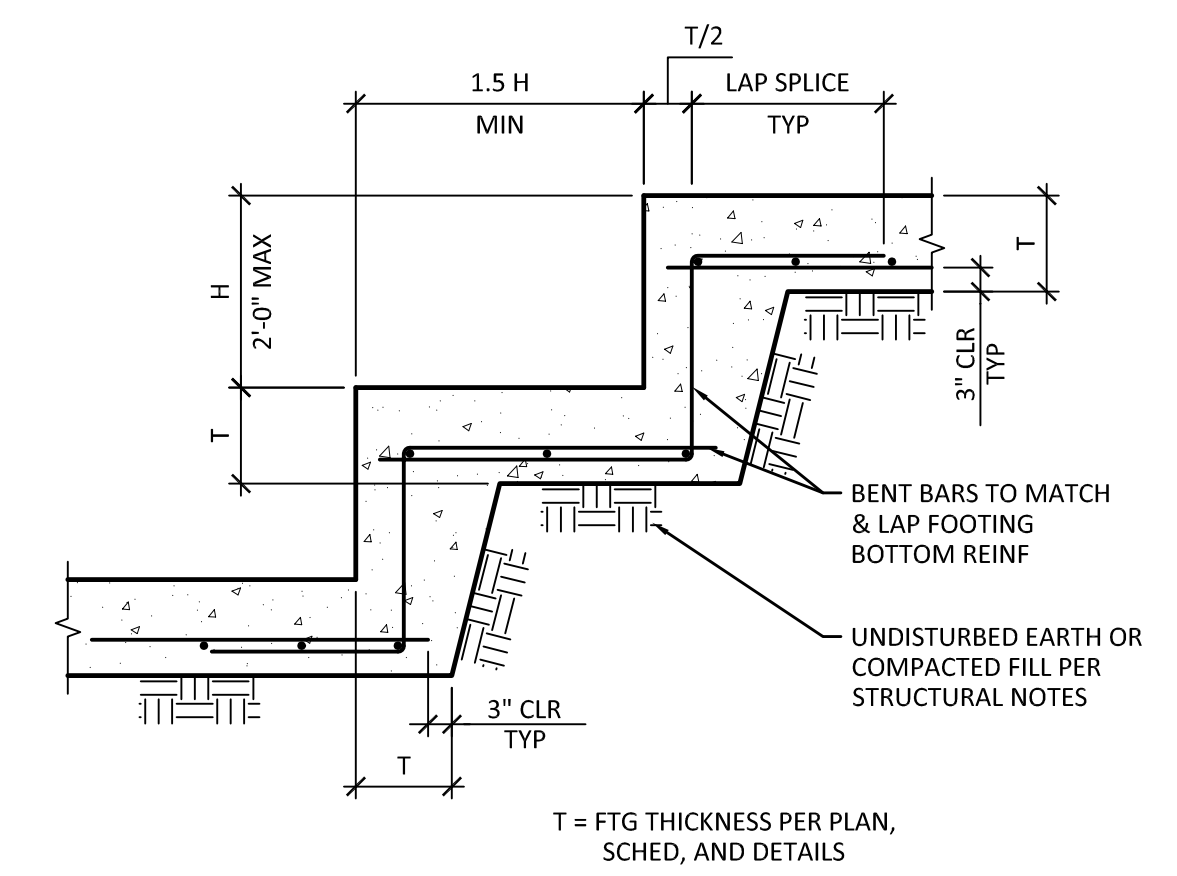 T/2
1.5 H
MIN
LAP SPLICE
TYP
H
2'-0" MAX
T
T
3" CLR
TYP
BENT BARS TO MATCH
& LAP FOOTING
BOTTOM REINF
UNDISTURBED EARTH OR
COMPACTED FILL PER
STRUCTURAL NOTES
3" CLR
TYP
T
T = FTG THICKNESS PER PLAN,
SCHED, AND DETAILS